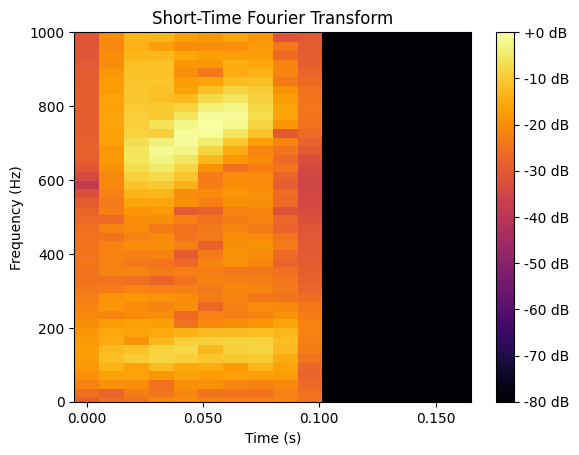 Short-Time Fourier Transform
1000
800
600
400
200
0
Frequency (Hz)
0.000
0.050
0.100
0.150
Time (s)
+0 dB
-10 dB
-20 dB
-30 dB
-40 dB
-50 dB
-60 dB
-70 dB
-80 dB